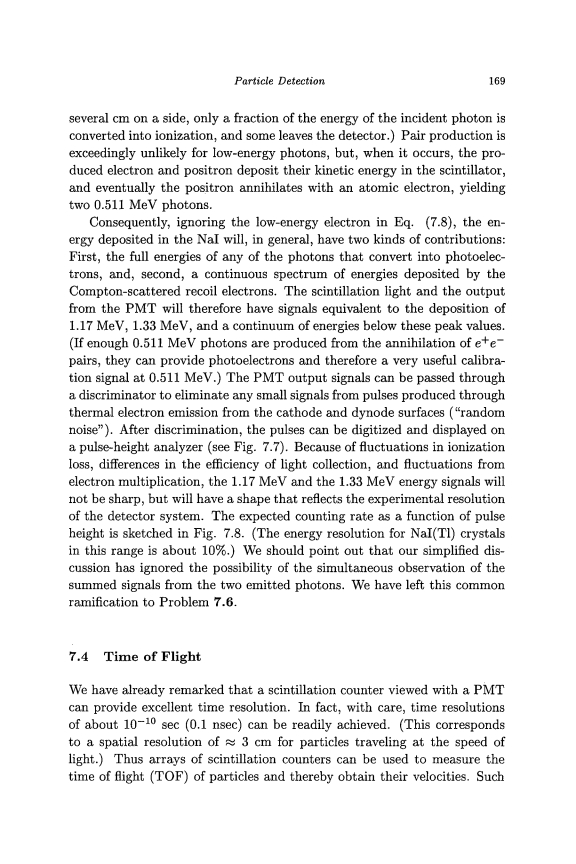 Particle Detection 169
several cm on a side, only a fraction of the energy of the incident photon is
converted into ionization, and some leaves the detector.) Pair production is
exceedingly unlikely for low-energy photons, but, when it occurs, the pro-
duced electron and positron deposit their kinetic energy in the scintillator,
and eventually the positron annihilates with an atomic electron, yielding
two 0.511 MeV photons.
Consequently, ignoring the low-energy electron in Eq. (7.8), the en-
ergy deposited in the NaI will, in general, have two kinds of contributions:
First, the full energies of any of the photons that convert into photoelec-
trons, and, second, a continuous spectrum of energies deposited by the
Compton-scattered recoil electrons. The scintillation light and the output
from the PMT will therefore have signals equivalent to the deposition of
1.17 MeV, 1.33 MeV, and a continuum of energies below these peak values.
(If enough 0.511 MeV photons are produced from the annihilation of e⁺e⁻
pairs, they can provide photoelectrons and therefore a very useful calibra-
tion signal at 0.511 MeV.) The PMT output signals can be passed through
a discriminator to eliminate any small signals from pulses produced through
thermal electron emission from the cathode and dynode surfaces (“random
noise”). After discrimination, the pulses can be digitized and displayed on
a pulse-height analyzer (see Fig. 7.7). Because of fluctuations in ionization
loss, differences in the efficiency of light collection, and fluctuations from
electron multiplication, the 1.17 MeV and the 1.33 MeV energy signals will
not be sharp, but will have a shape that reflects the experimental resolution
of the detector system. The expected counting rate as a function of pulse
height is sketched in Fig. 7.8. (The energy resolution for NaI(Tl) crystals
in this range is about 10%.) We should point out that our simplified dis-
cussion has ignored the possibility of the simultaneous observation of the
summed signals from the two emitted photons. We have left this common
ramification to Problem 7.6.
7.4 Time of Flight
We have already remarked that a scintillation counter viewed with a PMT
can provide excellent time resolution. In fact, with care, time resolutions
of about 10⁻¹⁰ sec (0.1 nsec) can be readily achieved. (This corresponds
to a spatial resolution of ≈ 3 cm for particles traveling at the speed of
light.) Thus arrays of scintillation counters can be used to measure the
time of flight (TOF) of particles and thereby obtain their velocities. Such